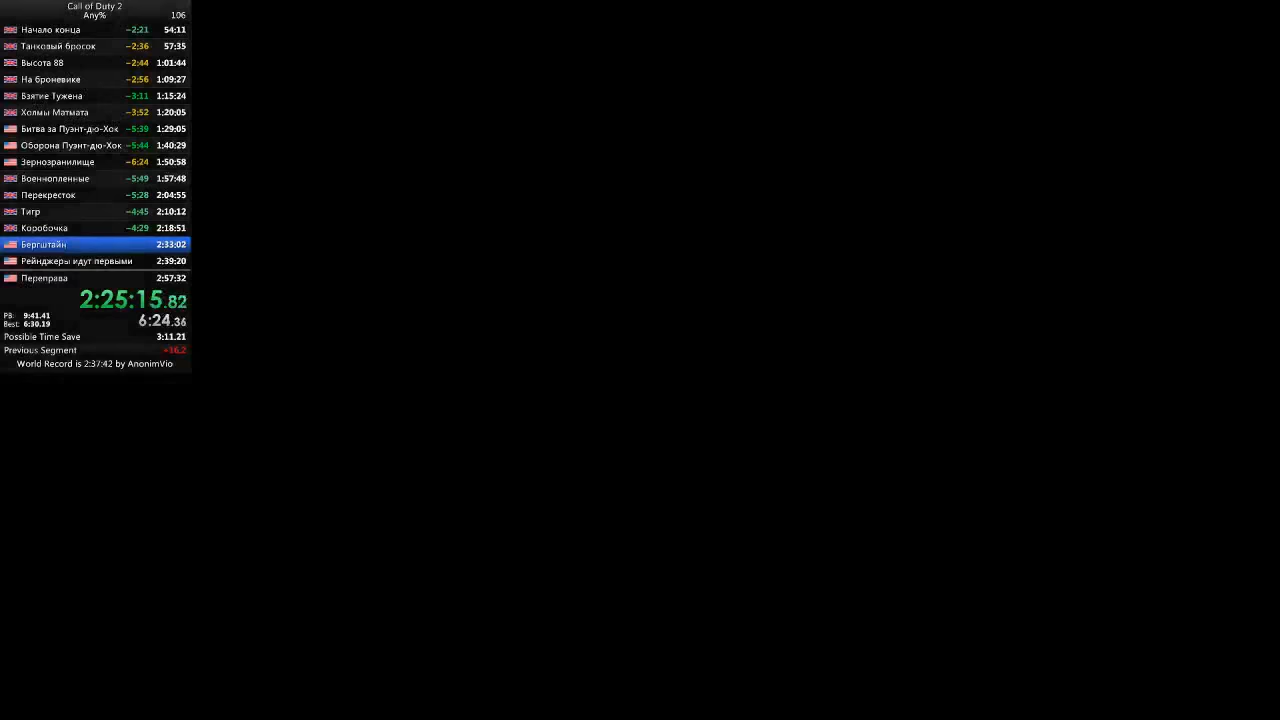 Call of Duty 2
Any% 106
Начало конца −2:21 54:11
Танковый бросок −2:36 57:35
Высота 88 −2:44 1:01:44
На броневике −2:56 1:09:27
Взятие Тужена −3:11 1:15:24
Холмы Матмата −3:52 1:20:05
Битва за Пуэнт-дю-Хок −5:39 1:29:05
Оборона Пуэнт-дю-Хок −5:44 1:40:29
Зернозранилище −6:24 1:50:58
Военнопленные −5:49 1:57:48
Перекресток −5:28 2:04:55
Тигр −4:45 2:10:12
Коробочка −4:29 2:18:51
Бергштайн 2:33:02
Рейнджеры идут первыми 2:39:20
Переправа 2:57:32
2:25:15.82
PB: 9:41.41
Best: 6:30.19
6:24.36
Possible Time Save 3:11.21
Previous Segment +16.2
World Record is 2:37:42 by AnonimVio